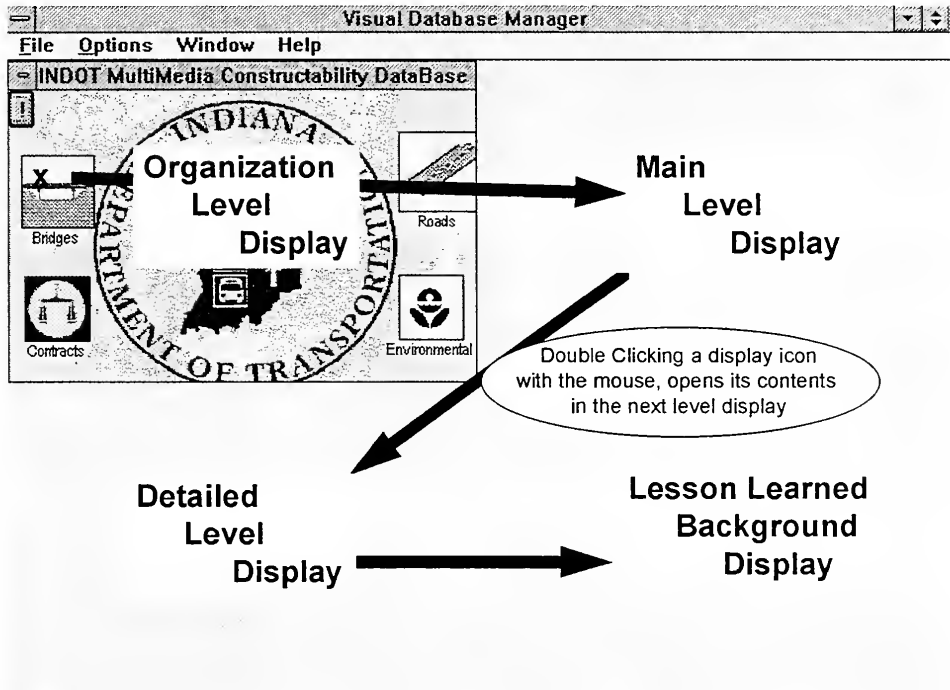 Visual Database Manager
File Options Window Help
INDOT MultiMedia Constructability DataBase
INDIANA
DEPARTMENT OF TRANSPORTATION
X
Bridges
Roads
Contracts
Environmental
Organization
Level
Display
Main
Level
Display
Double Clicking a display icon
with the mouse, opens its contents
in the next level display
Detailed
Level
Display
Lesson Learned
Background
Display